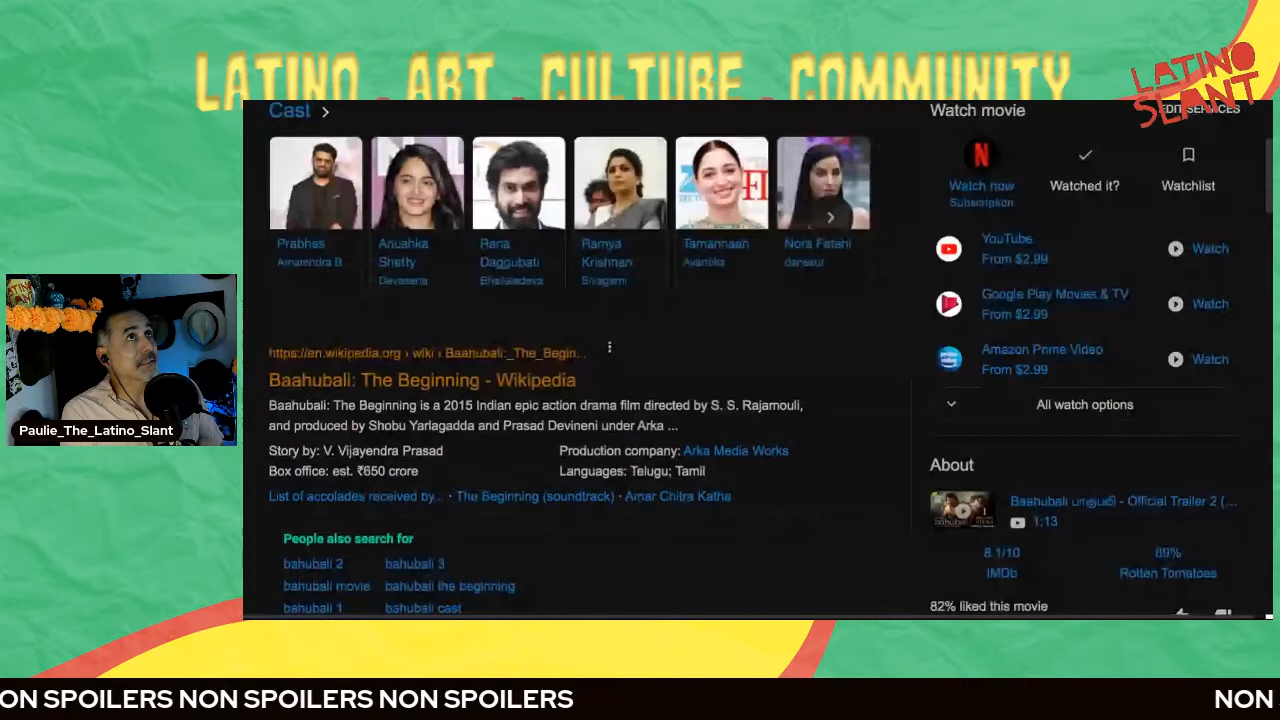 LATINO . ART . CULTURE . COMMUNITY
LATINO
SLANT
Cast
Watch movie
EDIT SERVICES
Watch now
Subscription
Watched it?
Watchlist
Prabhas
Amarendra B...
Anushka
Shetty
Devasena
Rana
Daggubati
Bhallaladeva
Ramya
Krishnan
Sivagami
Tamannaah
Avantika
Nora Fatehi
danseur
YouTube
From $2.99
Watch
Google Play Movies & TV
From $2.99
Watch
Amazon Prime Video
From $2.99
Watch
All watch options
https://en.wikipedia.org › wiki › Baahubali:_The_Begin...
Baahubali: The Beginning - Wikipedia
Baahubali: The Beginning is a 2015 Indian epic action drama film directed by S. S. Rajamouli,
and produced by Shobu Yarlagadda and Prasad Devineni under Arka ...
Story by: V. Vijayendra Prasad
Production company: Arka Media Works
Box office: est. ₹650 crore
Languages: Telugu; Tamil
List of accolades received by... · The Beginning (soundtrack) · Amar Chitra Katha
People also search for
bahubali 2
bahubali 3
bahubali movie
bahubali the beginning
bahubali 1
bahubali cast
About
Baahubali பாகுபலி - Official Trailer 2 (...
1:13
8.1/10
IMDb
89%
Rotten Tomatoes
82% liked this movie
Paulie_The_Latino_Slant
ON SPOILERS NON SPOILERS NON SPOILERS
NON